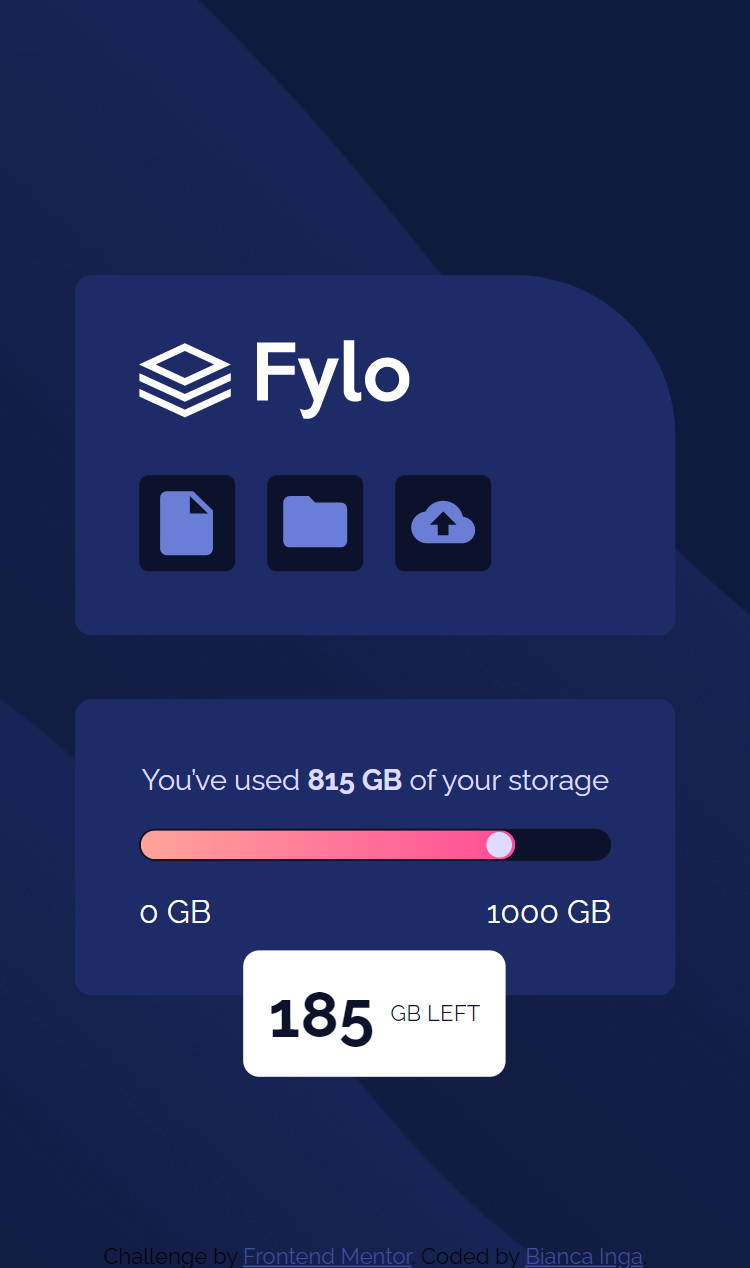 Fylo
You’ve used 815 GB of your storage
0 GB 1000 GB
185 GB LEFT
Challenge by Frontend Mentor. Coded by Bianca Inga.